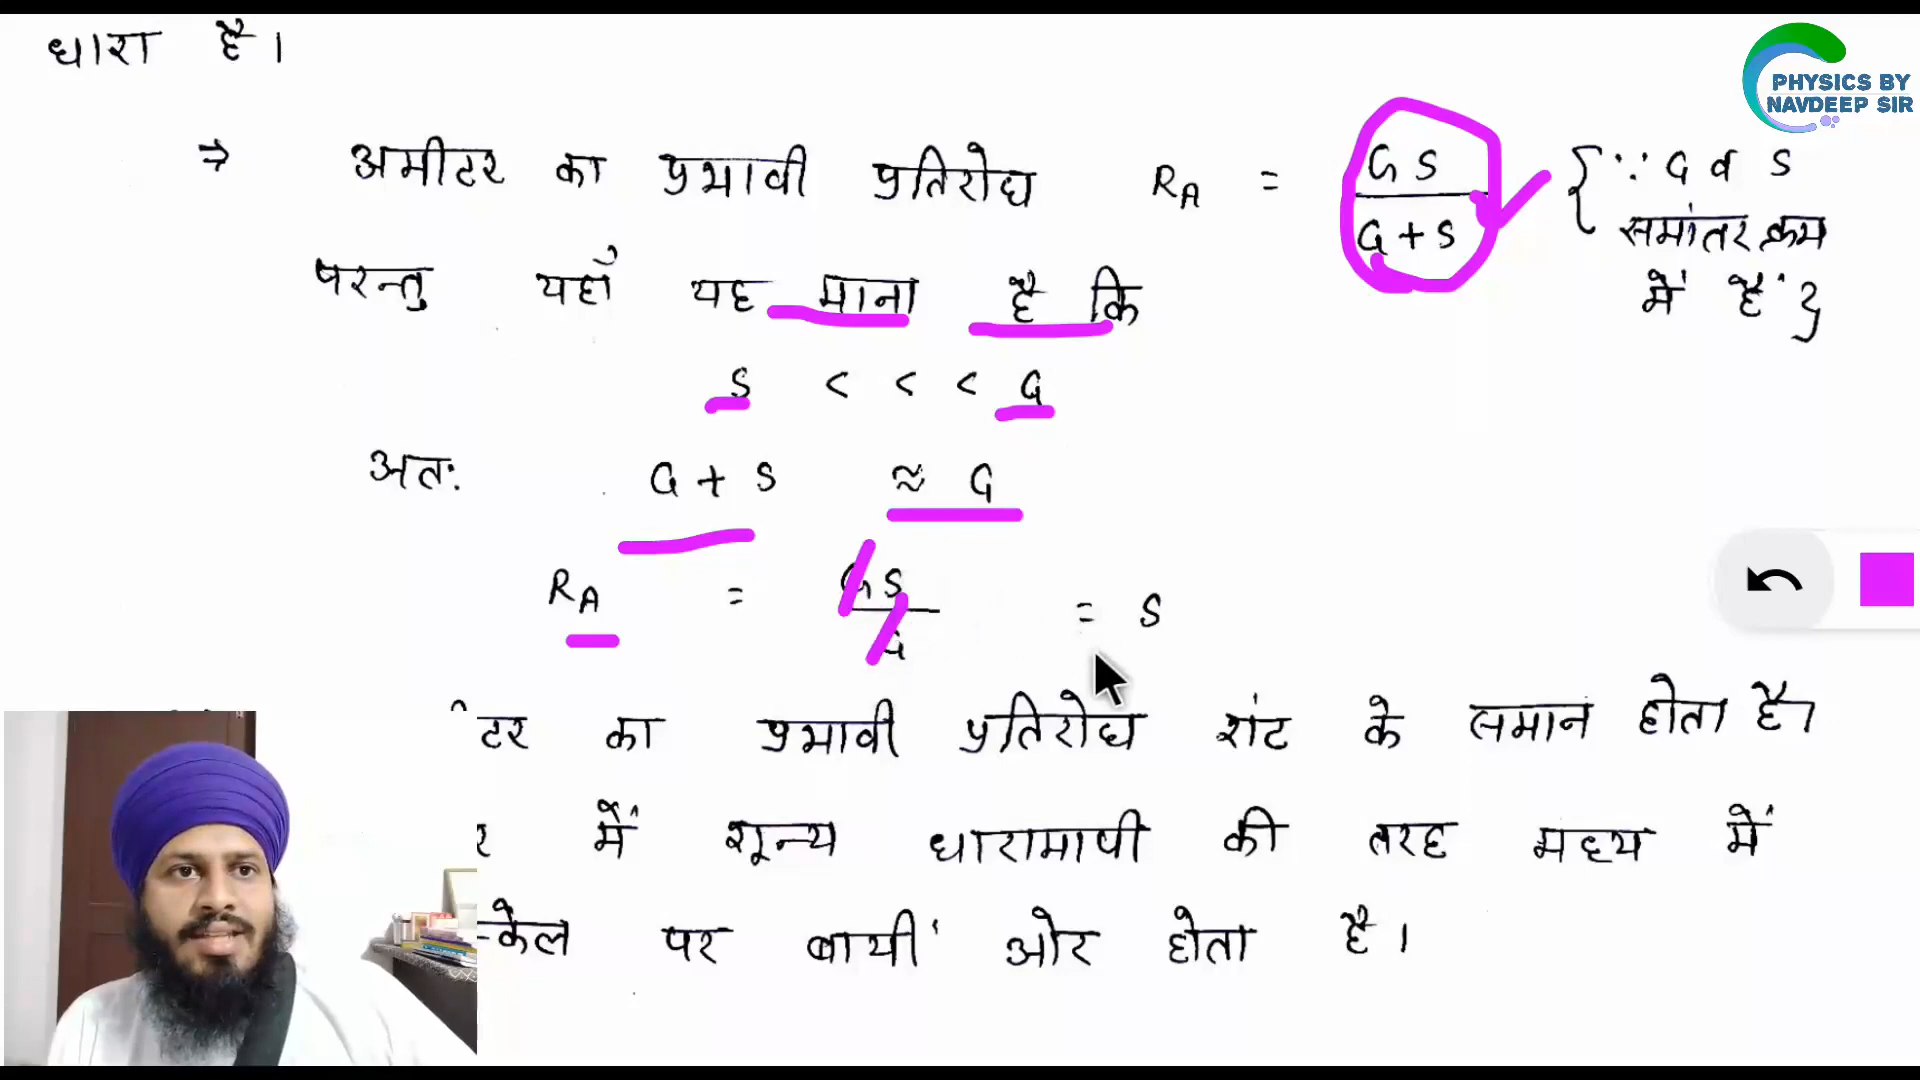 धारा है।
PHYSICS BY
NAVDEEP SIR
⇒ अमीटर का प्रभावी प्रतिरोध R_A = GS / G+S {∵ G व S
समांतर क्रम
में हैं}
परन्तु यहाँ यह माना है कि
S < < < G
अतः G + S ≈ G
R_A = GS / G = S
टर का प्रभावी प्रतिरोध शंट के समान होता है।
र में शून्य धारामापी की तरह मध्य में
केल पर बायीं ओर होता है।